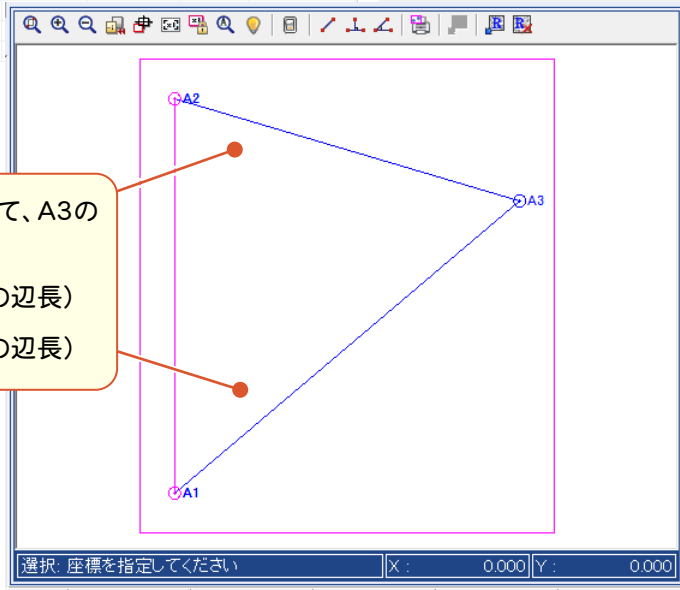 A2
A3
て、A3の
の辺長）
の辺長）
A1
選択: 座標を指定してください X : 0.000 Y : 0.000